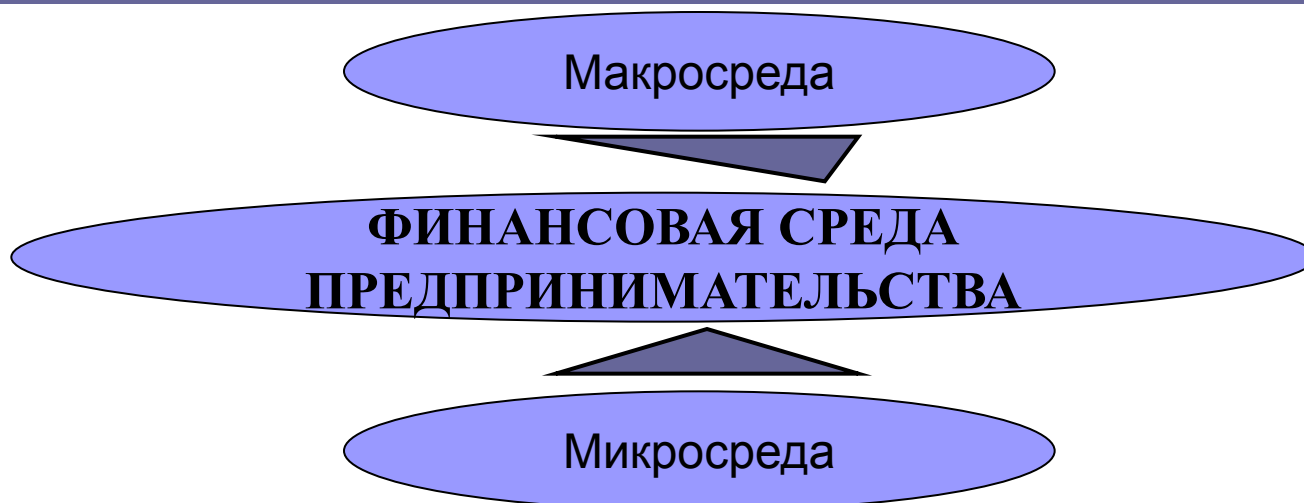 Макросреда
ФИНАНСОВАЯ СРЕДА
ПРЕДПРИНИМАТЕЛЬСТВА
Микросреда